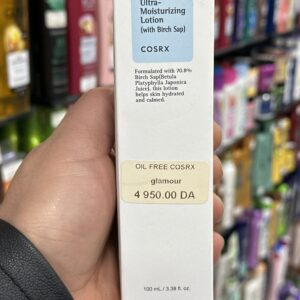 Ultra-
Moisturizing
Lotion
(with Birch Sap)
COSRX
Formulated with 70.8%
Birch Sap(Betula
Platyphylla Japonica
Juice), this lotion
helps skin hydrated
and calmed.
OIL FREE COSRX
glamour
4 950.00 DA
100 mL / 3.38 fl. oz.